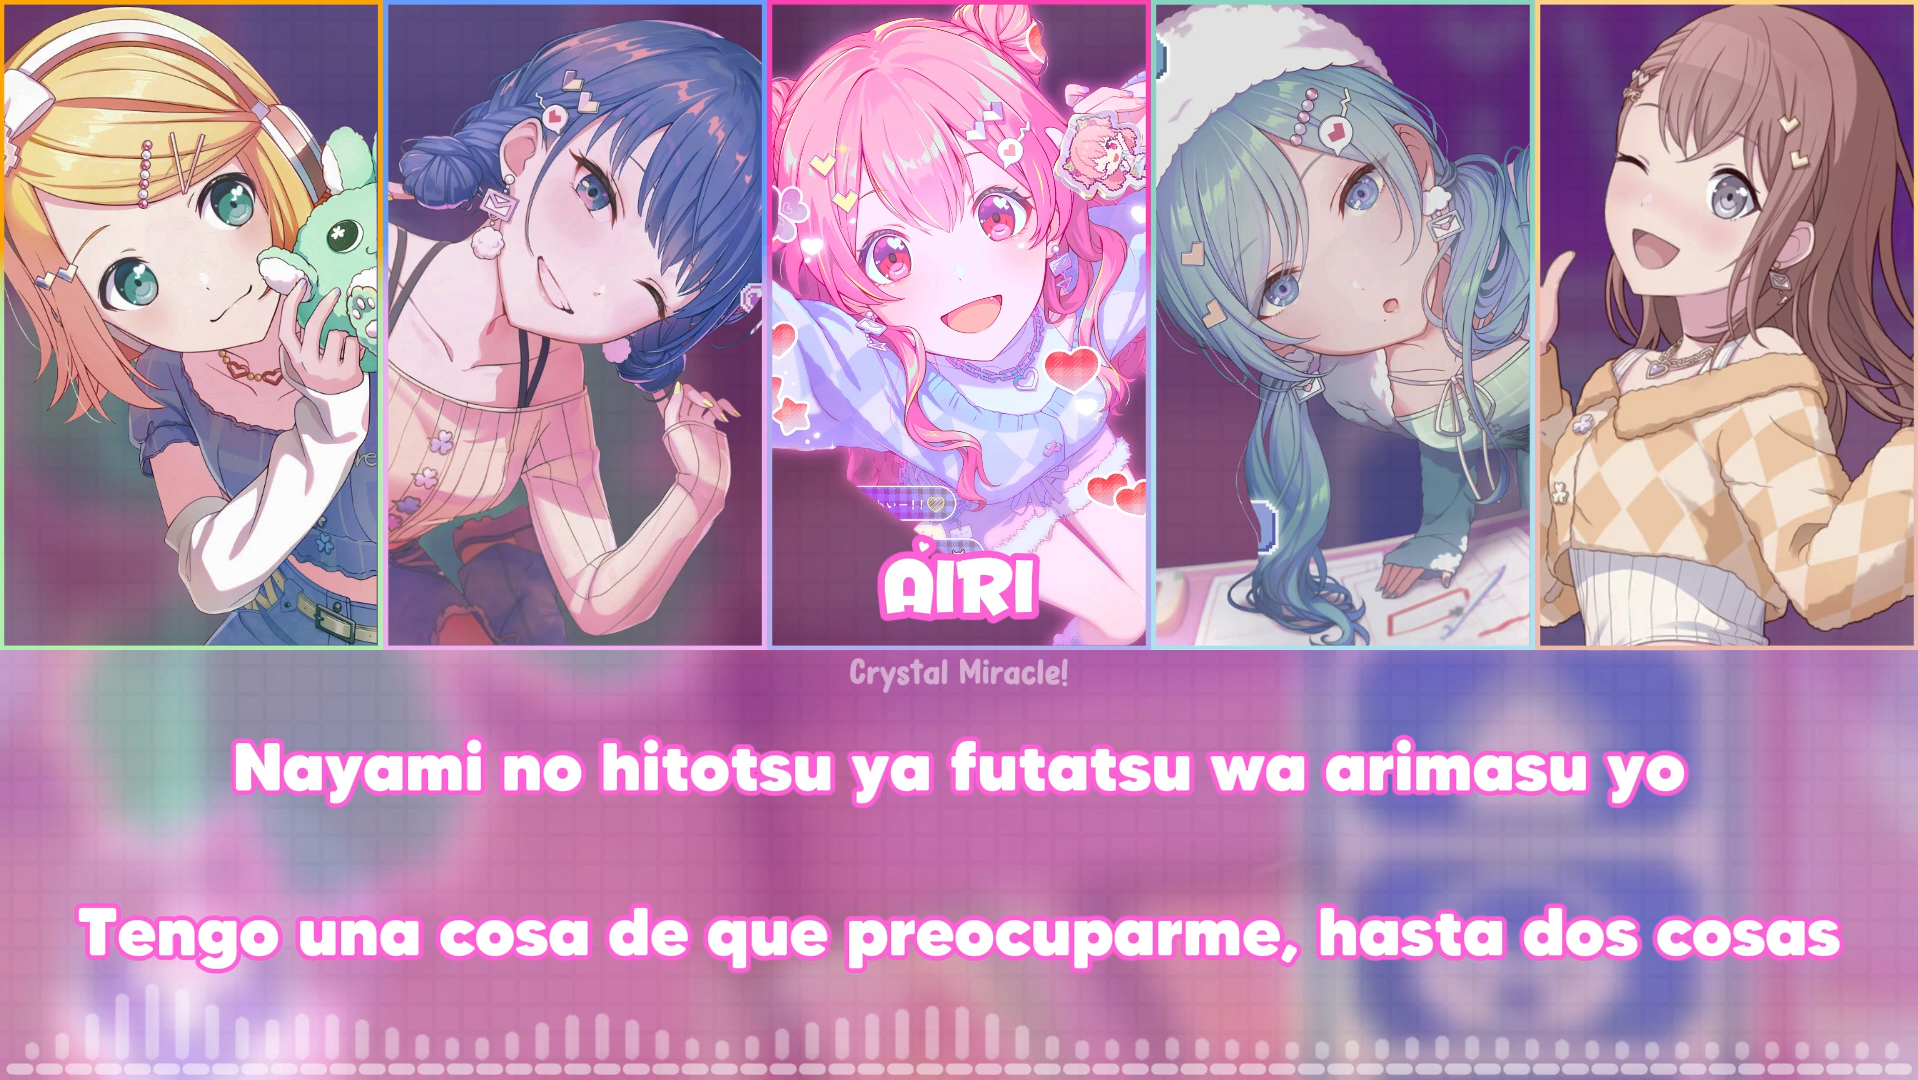 AIRI
Crystal Miracle!
Nayami no hitotsu ya futatsu wa arimasu yo
Tengo una cosa de que preocuparme, hasta dos cosas